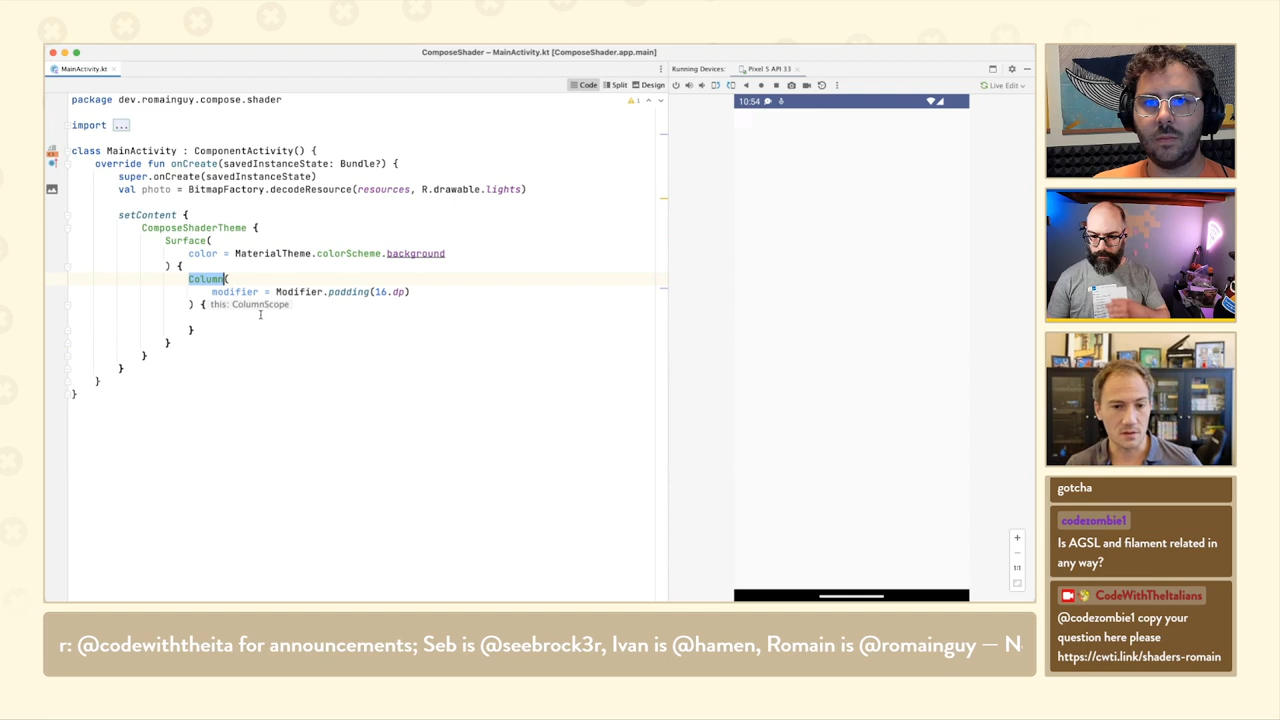 ComposeShader – MainActivity.kt [ComposeShader.app.main]
MainActivity.kt
Running Devices:
Pixel 5 API 33
Code
Split
Design
Live Edit
package dev.romainguy.compose.shader
1
10:54
import ...
class MainActivity : ComponentActivity() {
override fun onCreate(savedInstanceState: Bundle?) {
super.onCreate(savedInstanceState)
val photo = BitmapFactory.decodeResource(resources, R.drawable.lights)
setContent {
ComposeShaderTheme {
Surface(
color = MaterialTheme.colorScheme.background
) {
Column(
modifier = Modifier.padding(16.dp)
) { this: ColumnScope
}
}
}
}
}
}
1:1
gotcha
codezombie1
Is AGSL and filament related in
any way?
CodeWithTheItalians
@codezombie1 copy your
question here please
https://cwti.link/shaders-romain
r: @codewiththeita for announcements; Seb is @seebrock3r, Ivan is @hamen, Romain is @romainguy — N